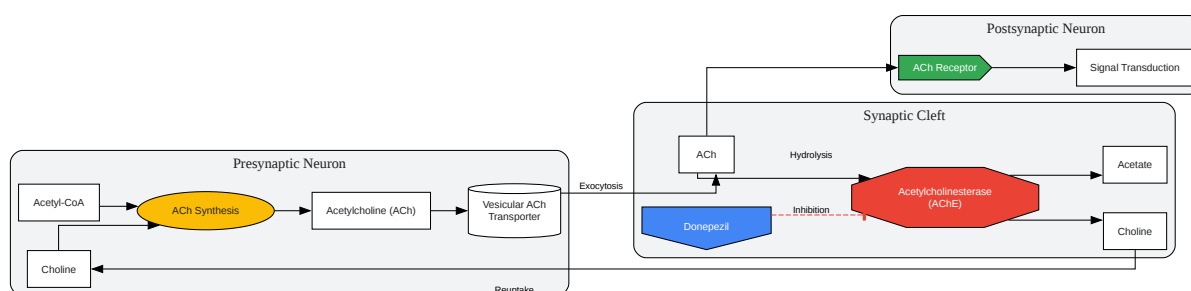 Postsynaptic Neuron
ACh Receptor
Signal Transduction
Synaptic Cleft
ACh
Hydrolysis
Acetate
Acetylcholinesterase
(AChE)
Inhibition
Donepezil
Choline
Presynaptic Neuron
Acetyl-CoA
ACh Synthesis
Acetylcholine (ACh)
Vesicular ACh
Transporter
Exocytosis
Choline
Reuptake